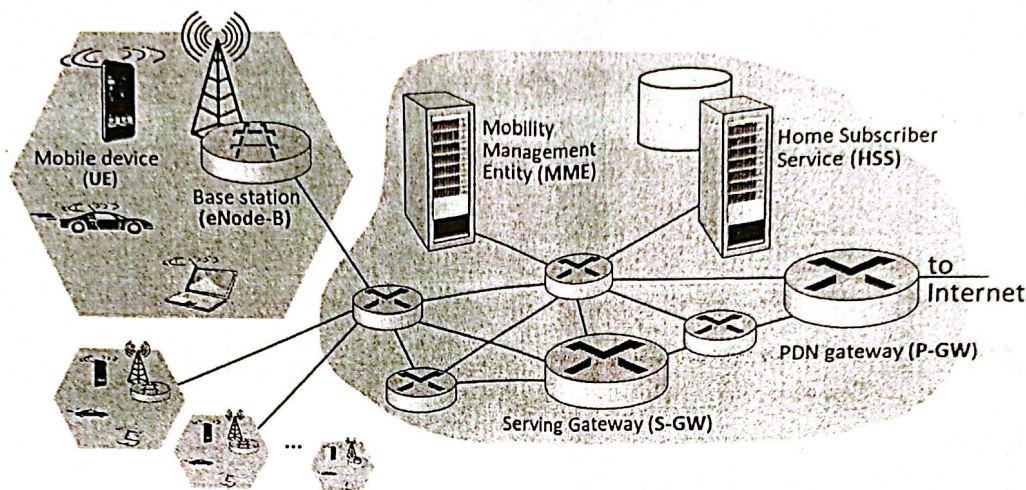 Mobile device
(UE)
Base station
(eNode-B)
Mobility
Management
Entity (MME)
Home Subscriber
Service (HSS)
to
Internet
PDN gateway (P-GW)
Serving Gateway (S-GW)
...